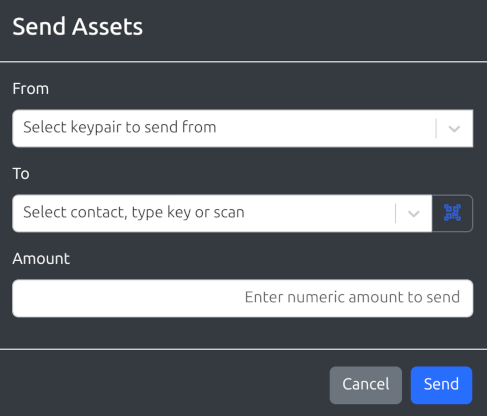 Send Assets
From
Select keypair to send from
To
Select contact, type key or scan
Amount
Enter numeric amount to send
Cancel Send